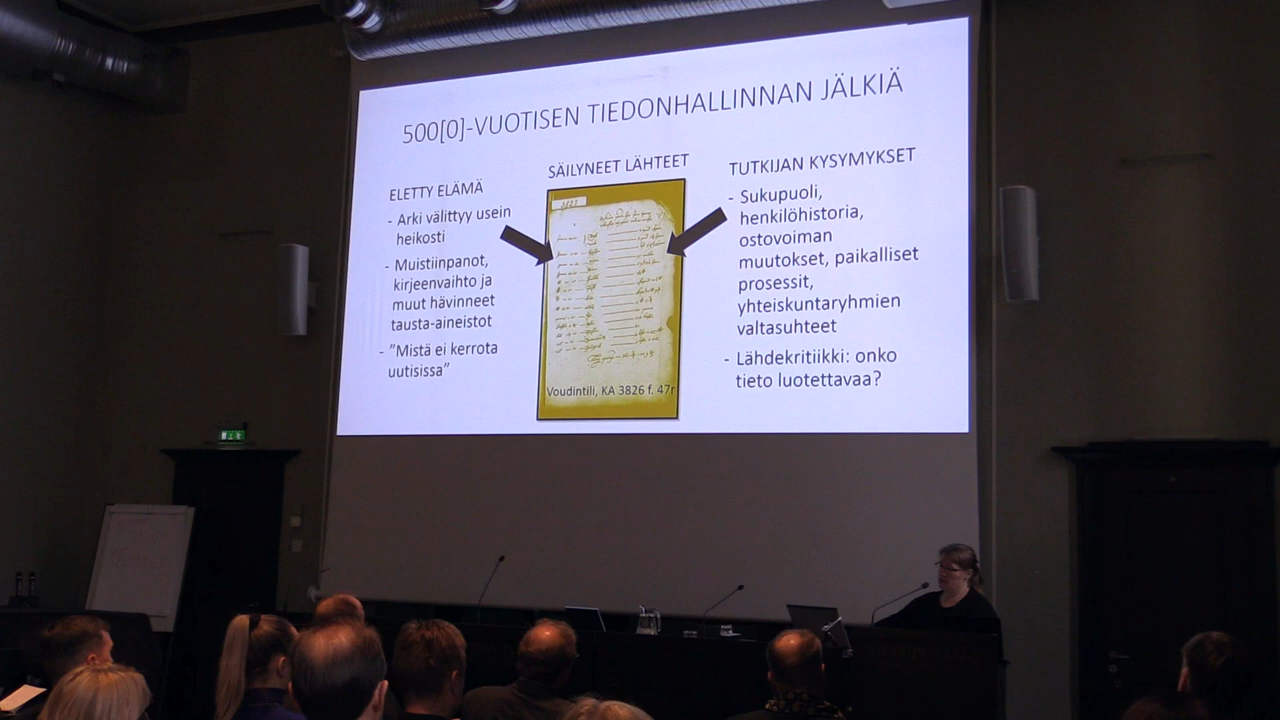 500[0]-VUOTISEN TIEDONHALLINNAN JÄLKIÄ
ELETTY ELÄMÄ
- Arki välittyy usein
heikosti
- Muistiinpanot,
kirjeenvaihto ja
muut hävinneet
tausta-aineistot
- ”Mistä ei kerrota
uutisissa”
SÄILYNEET LÄHTEET
Voudintili, KA 3826 f. 47r
TUTKIJAN KYSYMYKSET
- Sukupuoli,
henkilöhistoria,
ostovoiman
muutokset, paikalliset
prosessit,
yhteiskuntaryhmien
valtasuhteet
- Lähdekritiikki: onko
tieto luotettavaa?